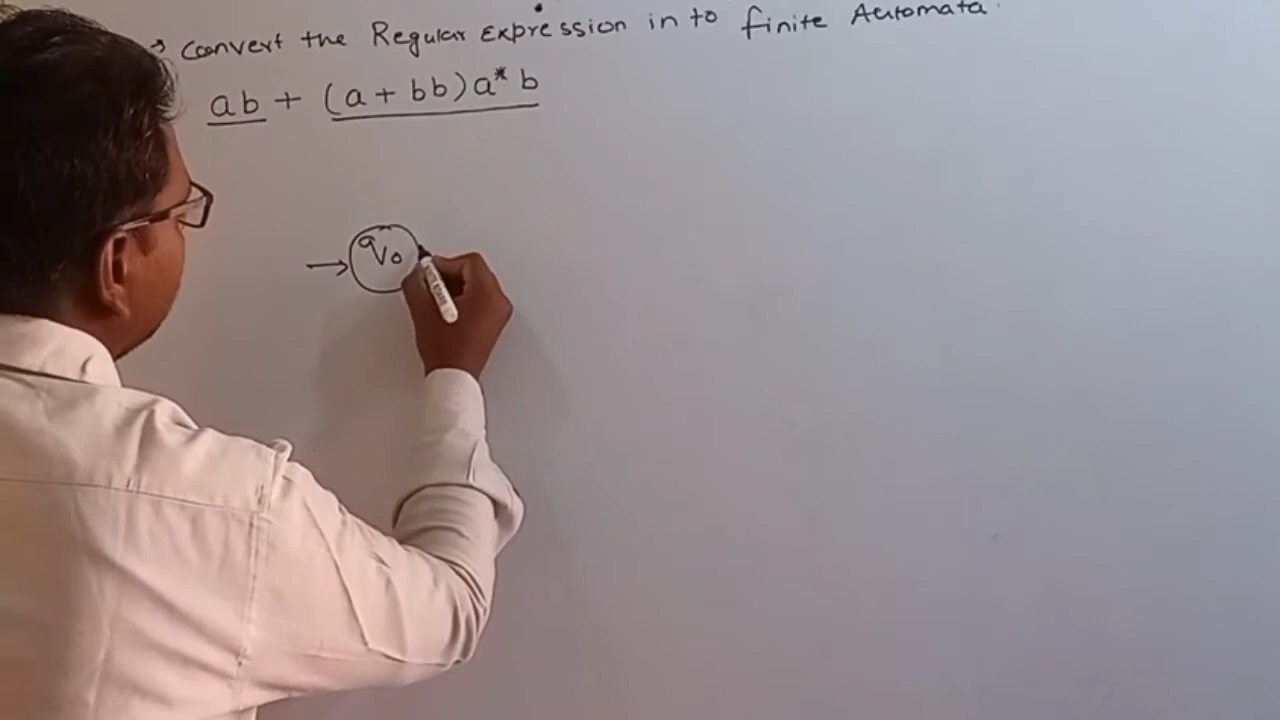 → Convert the Regular Expression in to finite Automata.
ab + (a + bb)a* b
→ q0